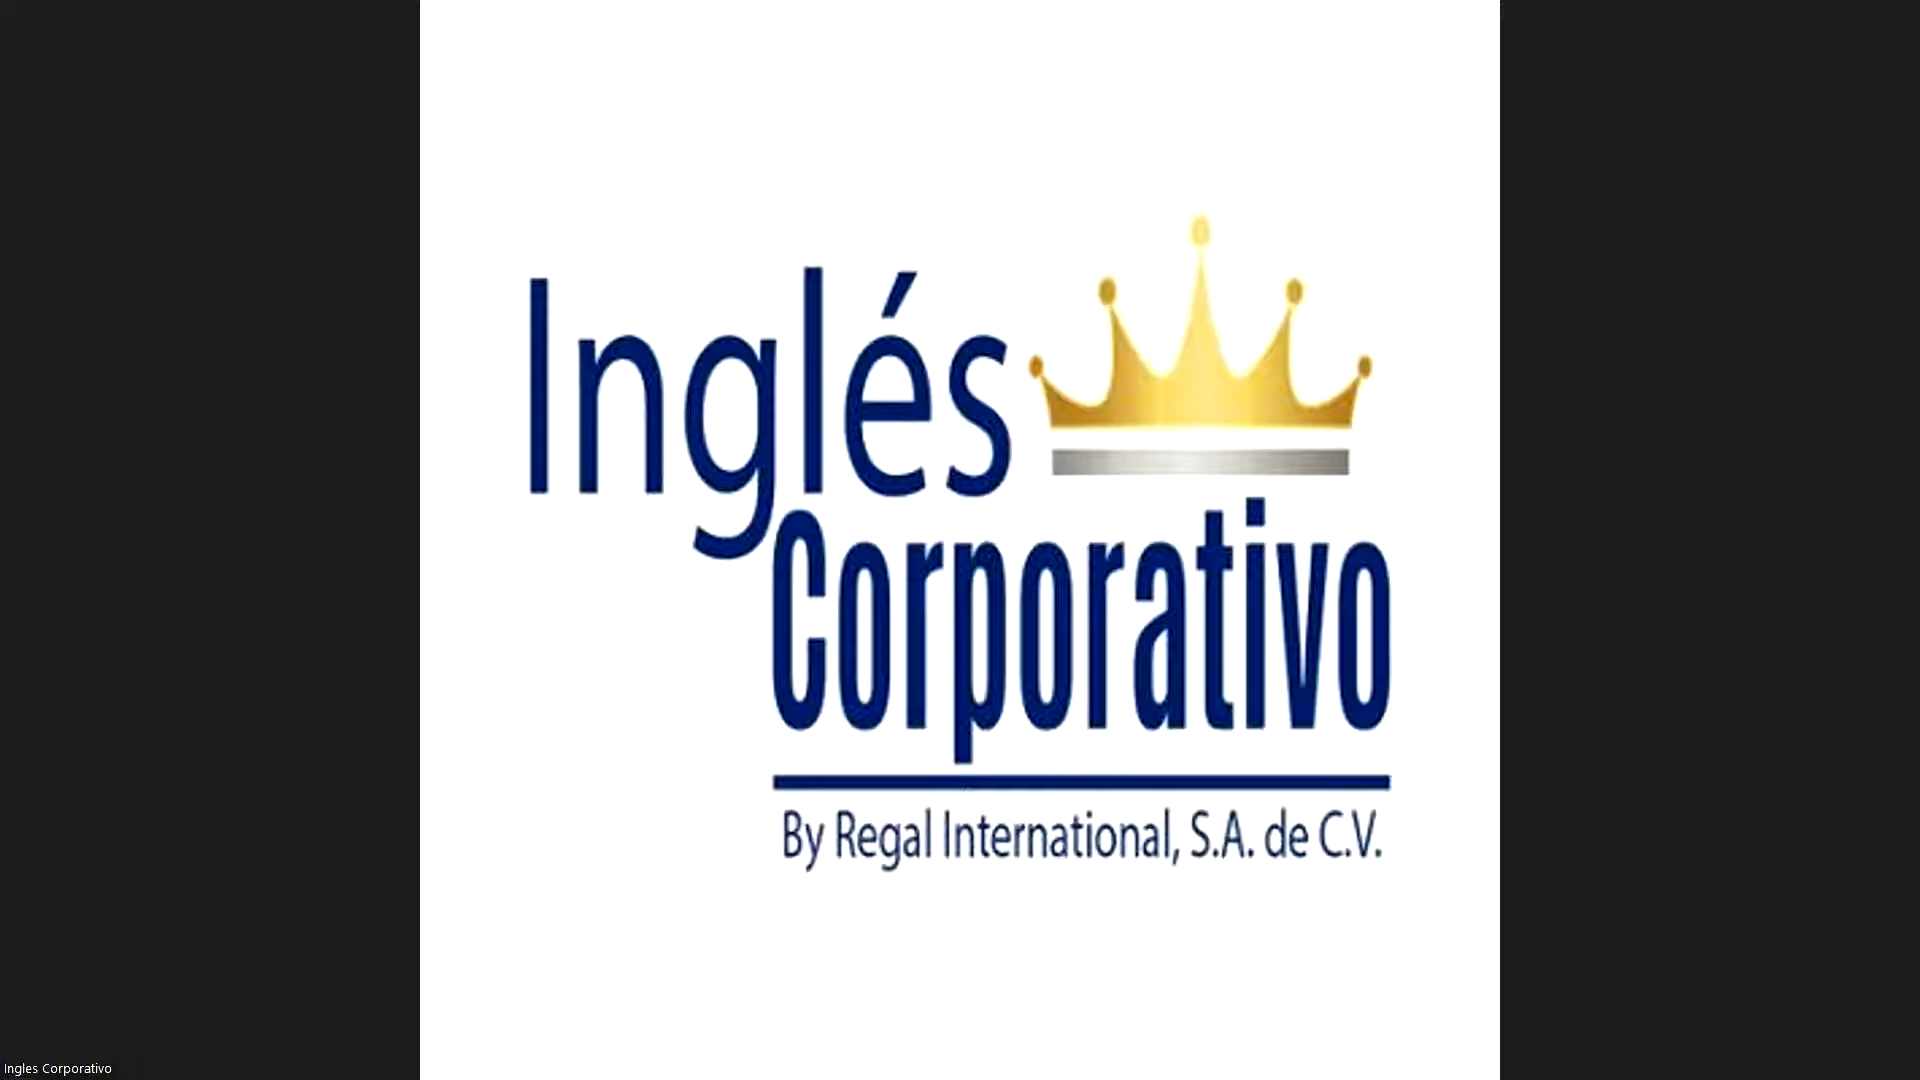 Inglés
Corporativo
By Regal International, S.A. de C.V.
Ingles Corporativo